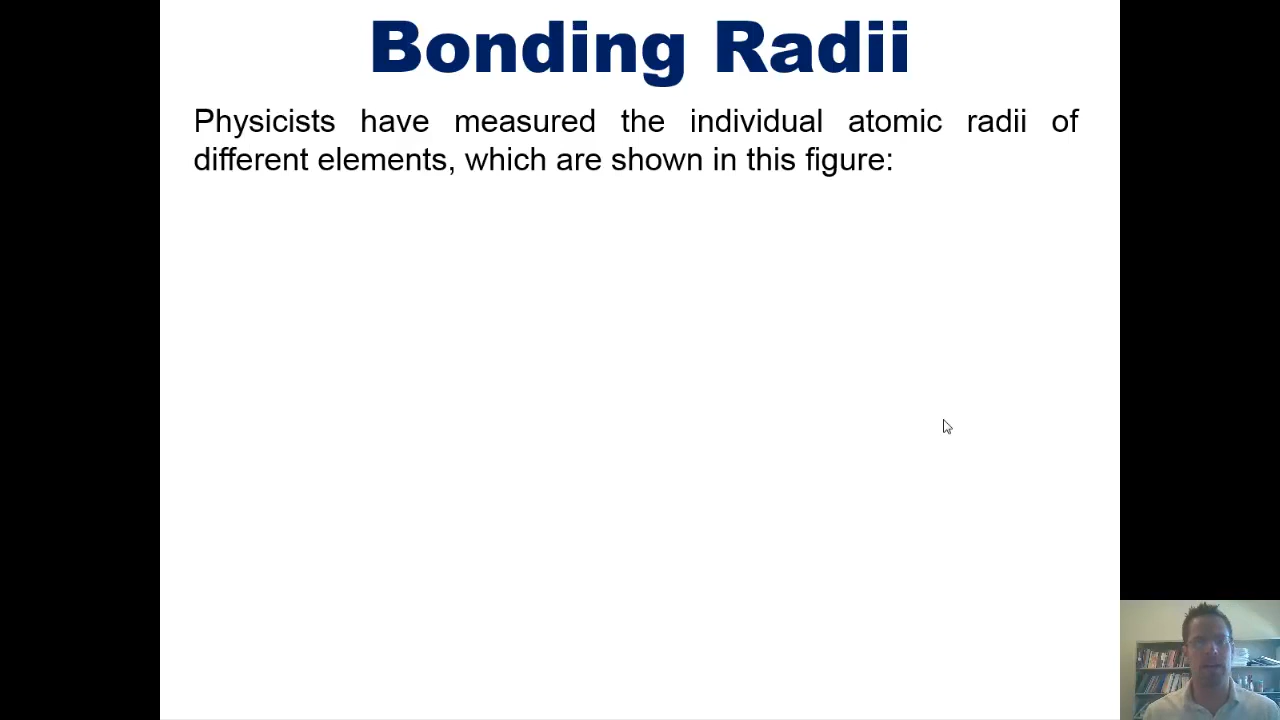 Bonding Radii
Physicists have measured the individual atomic radii of
different elements, which are shown in this figure: